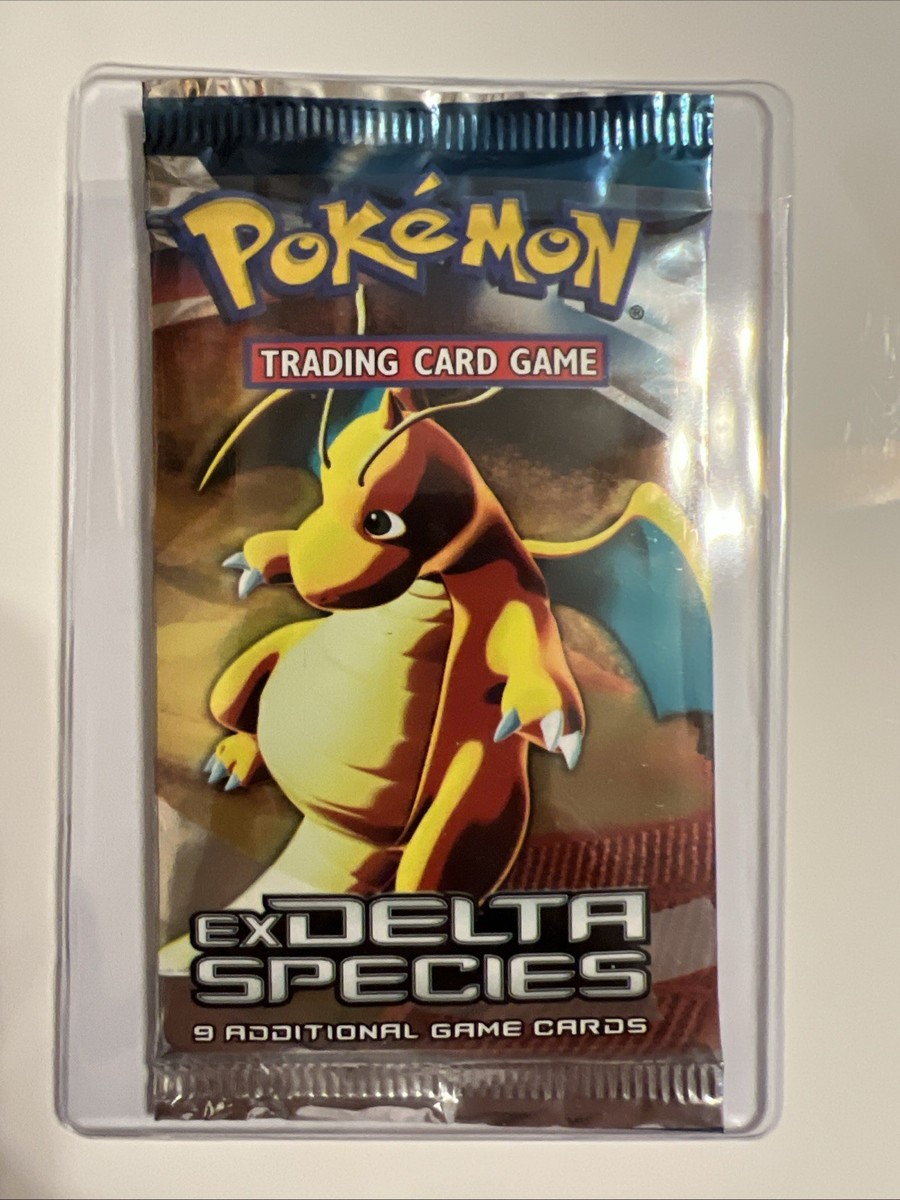 POKéMON
®
TRADING CARD GAME
EX DELTA
SPECIES
9 ADDITIONAL GAME CARDS